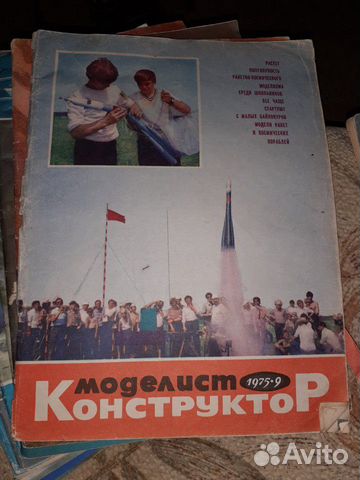 РАСТЕТ
ПОПУЛЯРНОСТЬ
РАКЕТНО-КОСМИЧЕСКОГО
МОДЕЛИЗМА
СРЕДИ ШКОЛЬНИКОВ.
ВСЕ ЧАЩЕ
СТАРТУЮТ
С МАЛЫХ БАЙКОНУРОВ
МОДЕЛИ РАКЕТ
И КОСМИЧЕСКИХ
КОРАБЛЕЙ
МОДЕЛИСТ 1975·9
КОНСТРУКТОР
Avito